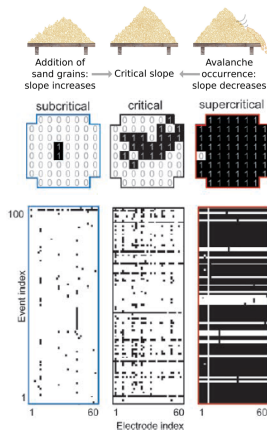 Addition of
sand grains:
slope increases
Critical slope
Avalanche
occurrence:
slope decreases
subcritical
critical
supercritical
100
Event index
1
1
60
1
60
1
60
Electrode index